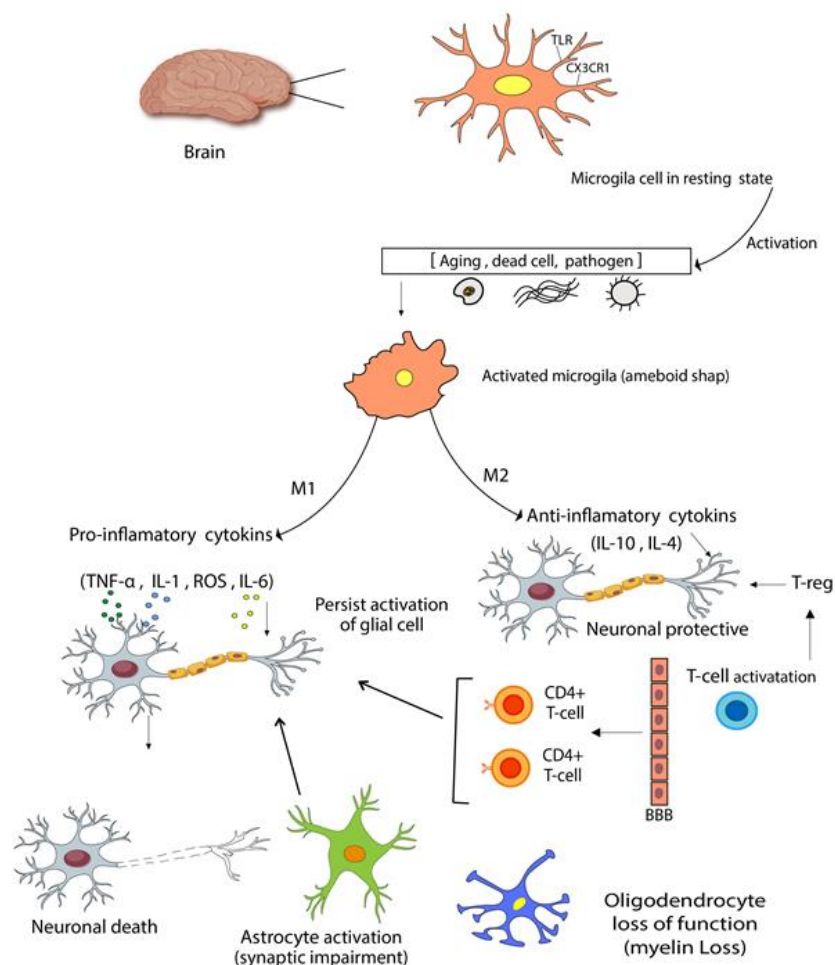 TLR
CX3CR1
Brain
Microgila cell in resting state
Activation
[ Aging , dead cell, pathogen ]
Activated microgila (ameboid shap)
M1
M2
Pro-inflamatory cytokins
Anti-inflamatory cytokins
(IL-10 , IL-4)
(TNF-α , IL-1 , ROS , IL-6)
T-reg
Persist activation
of glial cell
Neuronal protective
T-cell activatation
CD4+
T-cell
CD4+
T-cell
BBB
Neuronal death
Astrocyte activation
(synaptic impairment)
Oligodendrocyte
loss of function
(myelin Loss)